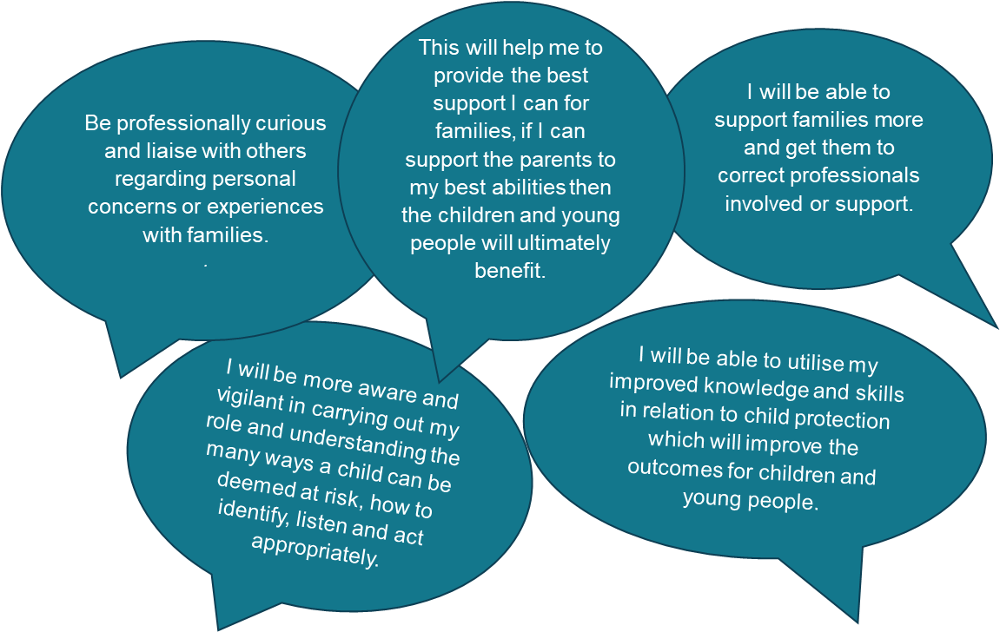 Be professionally curious
and liaise with others
regarding personal
concerns or experiences
with families.
.
This will help me to
provide the best
support I can for
families, if I can
support the parents to
my best abilities then
the children and young
people will ultimately
benefit.
I will be able to
support families more
and get them to
correct professionals
involved or support.
I will be more aware and
vigilant in carrying out my
role and understanding the
many ways a child can be
deemed at risk, how to
identify, listen and act
appropriately.
I will be able to utilise my
improved knowledge and skills
in relation to child protection
which will improve the
outcomes for children and
young people.